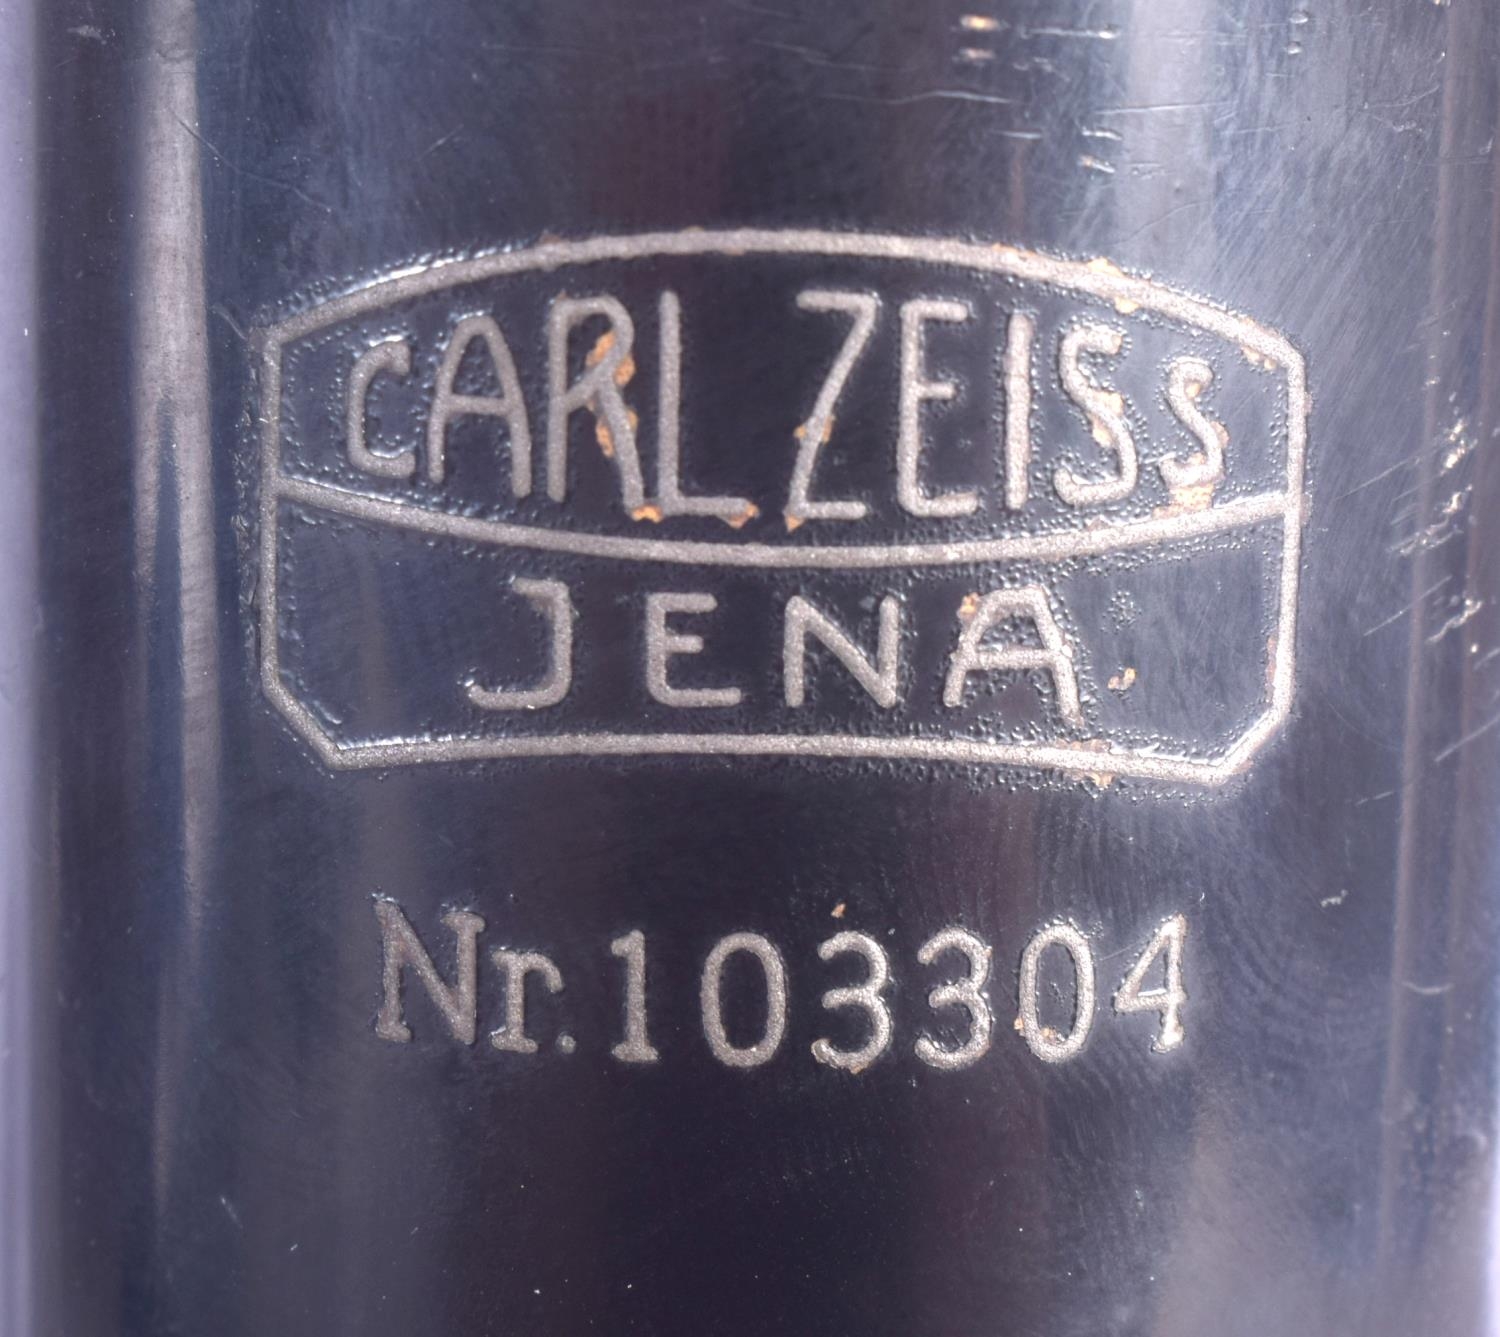 CARL ZEISS
JENA
Nr. 103304